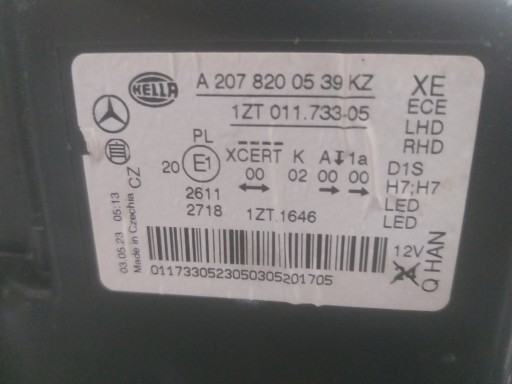 HELLA
A 207 820 05 39 KZ
1ZT 011.733-05
XE
ECE
LHD
RHD
D1S
H7;H7
LED
LED
12V
24
Q HAN
PL
20 E1
XCERT K A 1a
00 02 00 00
2611
2718 1ZT.1646
CZ
03.05.23 05:13
Made in Czechia
0117330523050305201705